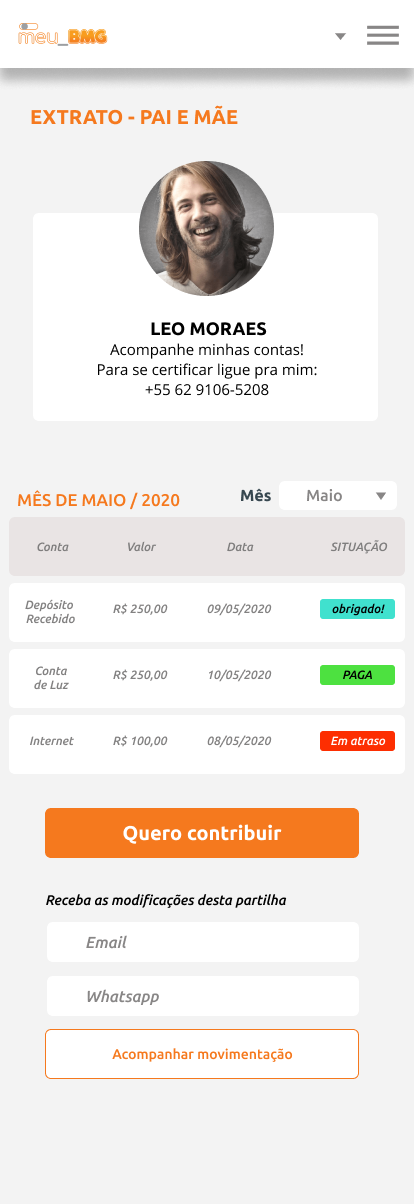 meu_BMG
EXTRATO - PAI E MÃE
LEO MORAES
Acompanhe minhas contas!
Para se certificar ligue pra mim:
+55 62 9106-5208
MÊS DE MAIO / 2020
Mês
Maio
Conta Valor Data SITUAÇÃO
Depósito
Recebido
R$ 250,00 09/05/2020 obrigado!
Conta
de Luz
R$ 250,00 10/05/2020 PAGA
Internet R$ 100,00 08/05/2020 Em atraso
Quero contribuir
Receba as modificações desta partilha
Email
Whatsapp
Acompanhar movimentação